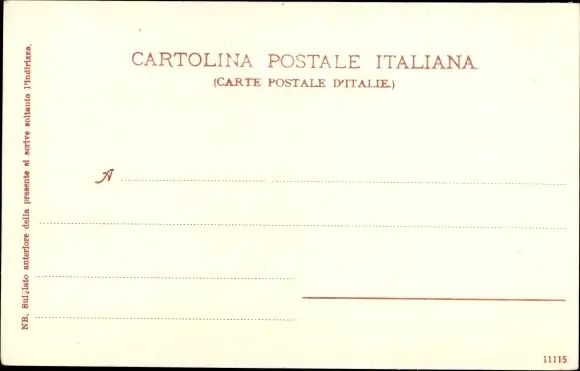 CARTOLINA POSTALE ITALIANA
(CARTE POSTALE D'ITALIE.)
A
NB. Sul lato anteriore della presente si scrive soltanto l'indirizzo.
11115